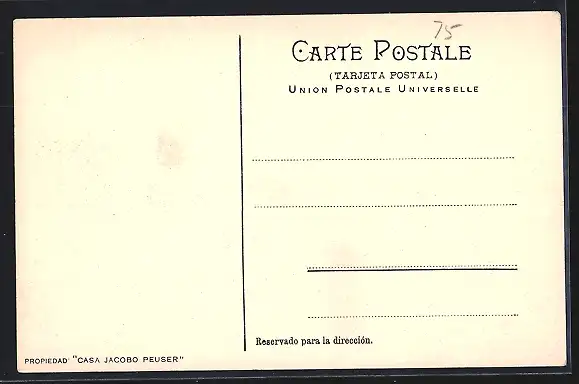 75
CARTE POSTALE
(TARJETA POSTAL)
UNION POSTALE UNIVERSELLE
Reservado para la dirección.
PROPIEDAD "CASA JACOBO PEUSER"